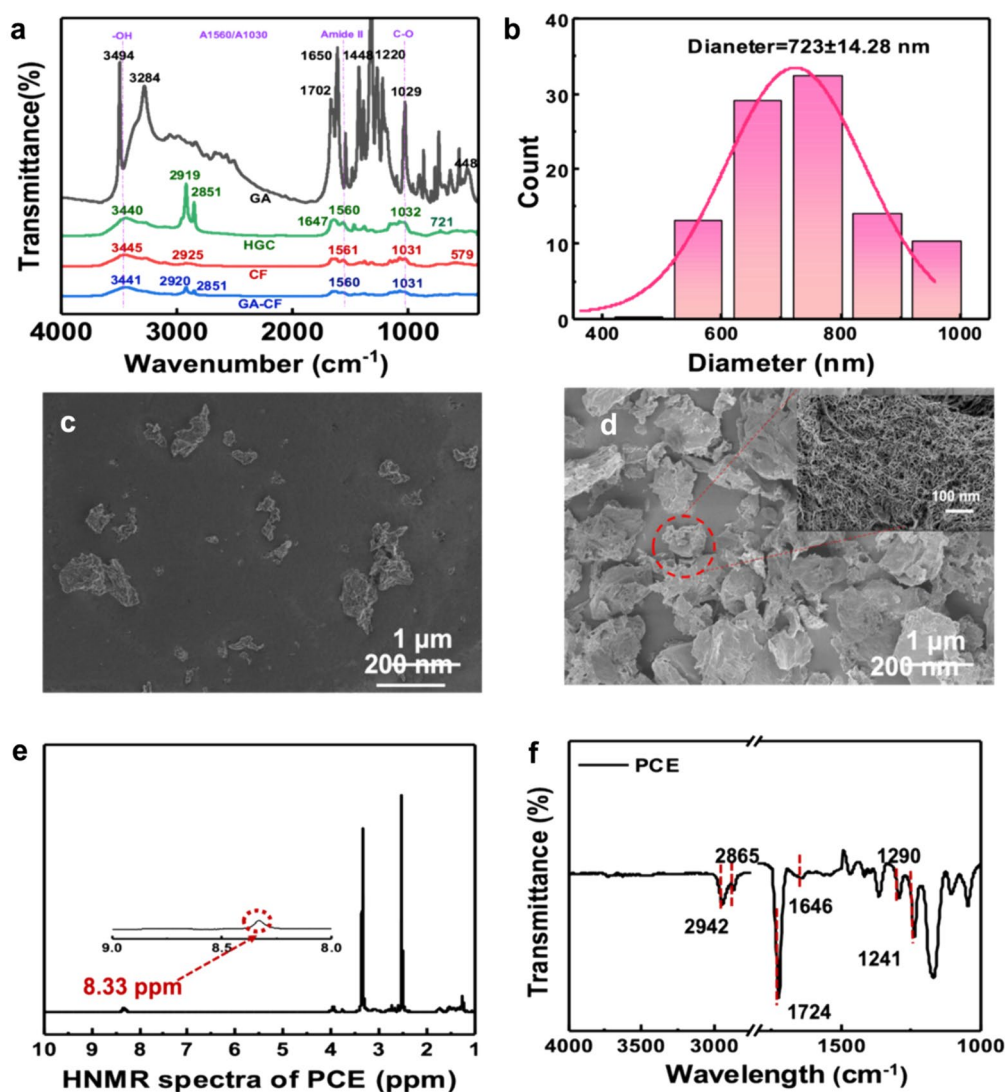 a
-OH A1560/A1030 Amide II C-O
3494
3284
1650 1448 1220
1702
1029
448
GA
2919
2851
3440
1647 1560 1032 721
HGC
3445 2925 1561 1031 579
CF
3441 2920 2851 1560 1031
GA-CF
Transmittance(%)
4000 3000 2000 1000
Wavenumber (cm-1)
b
Dianeter=723±14.28 nm
Count
40
30
20
10
0
400 600 800 1000
Diameter (nm)
c
1 µm
200 nm
d
100 nm
1 µm
200 nm
e
9.0 8.5 8.0
8.33 ppm
10 9 8 7 6 5 4 3 2 1
HNMR spectra of PCE (ppm)
f
PCE
Transmittance (%)
2865
2942
1724
1646
1290
1241
4000 3500 3000 1500 1000
Wavelength (cm-1)